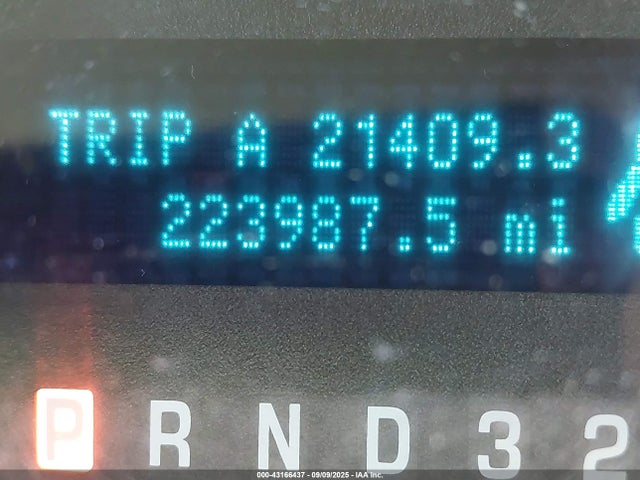 TRIP A 21409.3
223987.5 mi
P R N D 3 2
000-43166437 - 09/09/2025 - IAA Inc.